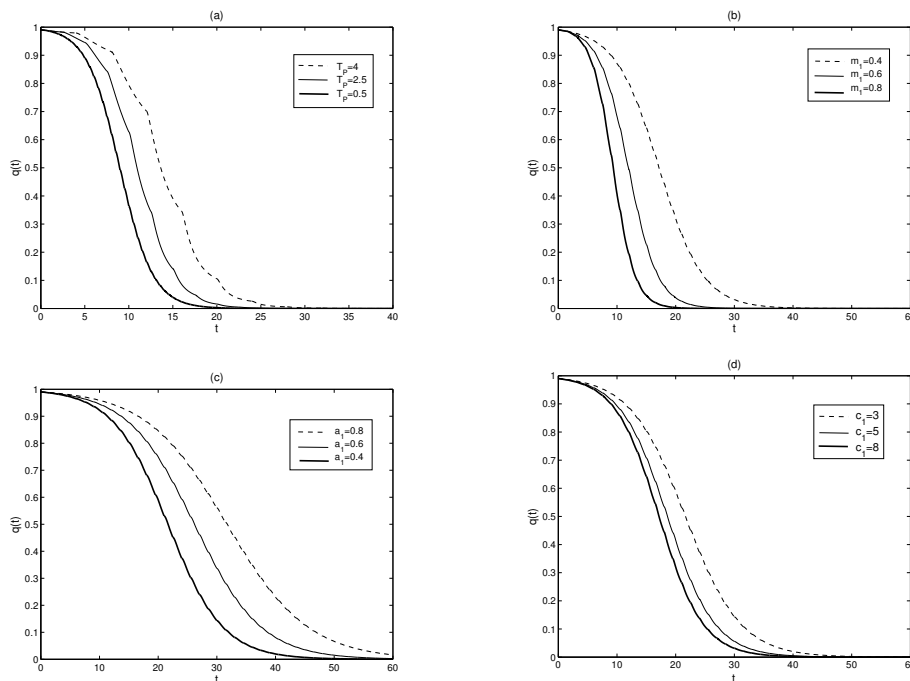 (a)
1
0.9
0.8
0.7
0.6
0.5
0.4
0.3
0.2
0.1
0
q(t)
0 5 10 15 20 25 30 35 40
t
T_P=4
T_P=2.5
T_P=0.5
(b)
1
0.9
0.8
0.7
0.6
0.5
0.4
0.3
0.2
0.1
0
q(t)
0 10 20 30 40 50 60
t
m_1=0.4
m_1=0.6
m_1=0.8
(c)
1
0.9
0.8
0.7
0.6
0.5
0.4
0.3
0.2
0.1
0
q(t)
0 10 20 30 40 50 60
t
a_1=0.8
a_1=0.6
a_1=0.4
(d)
1
0.9
0.8
0.7
0.6
0.5
0.4
0.3
0.2
0.1
0
q(t)
0 10 20 30 40 50 60
t
c_1=3
c_1=5
c_1=8